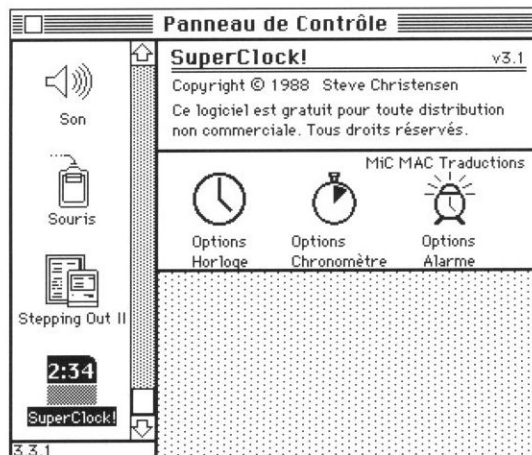 Panneau de Contrôle
Son
Souris
Stepping Out II
2:34
SuperClock!
3.3.1
SuperClock! v3.1
Copyright © 1988 Steve Christensen
Ce logiciel est gratuit pour toute distribution
non commerciale. Tous droits réservés.
MiC MAC Traductions
Options Options Options
Horloge Chronomètre Alarme